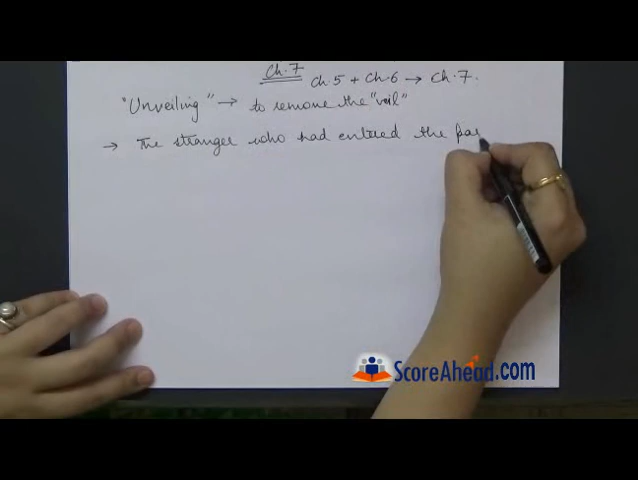 Ch.7
Ch.5 + Ch.6 → Ch.7.
"Unveiling" → to remove the "veil"
→ The stranger who had entered the par
ScoreAhead.com